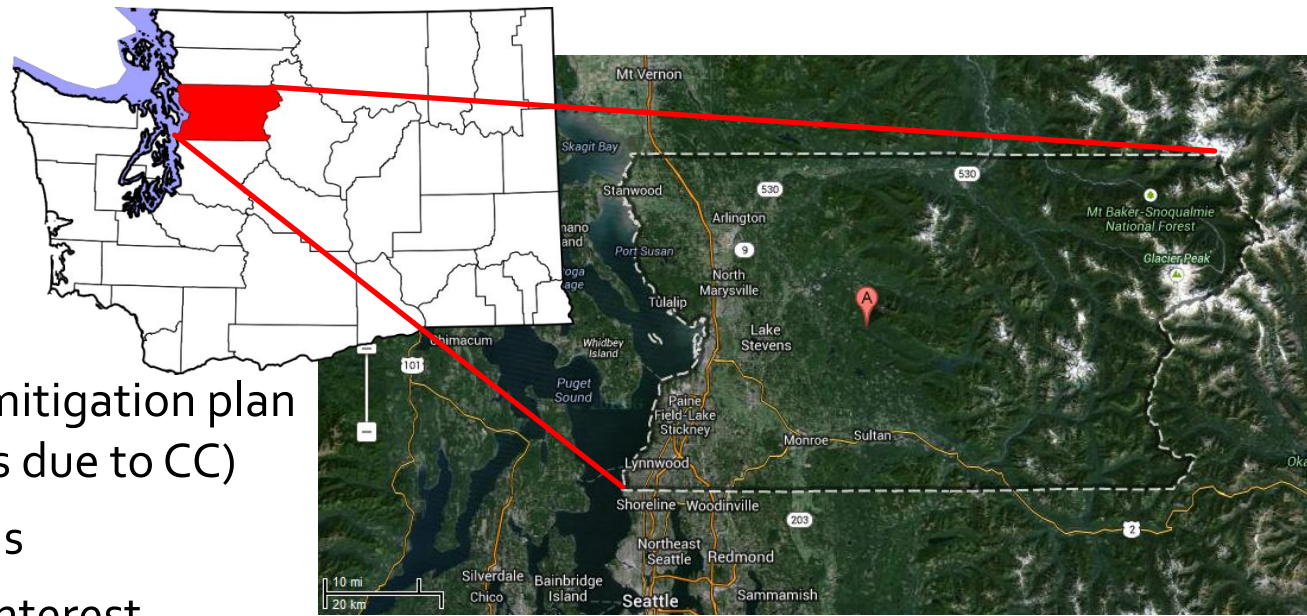 Mt Vernon
Skagit Bay
530
530
Stanwood
Mt Baker-Snoqualmie
National Forest
Arlington
9
Port Susan
Glacier Peak
North
Marysville
Tulalip
A
Lake
Stevens
Chimacum
Whidbey
Island
101
Puget
Sound
Paine
Field-Lake
Stickney
Monroe
Sultan
Lynnwood
Shoreline
Woodinville
203
2
Northeast
Seattle
Redmond
Silverdale
Chico
Bainbridge
Island
Sammamish
Seattle
10 mi
20 km
mitigation plan
s due to CC)
s
nterest